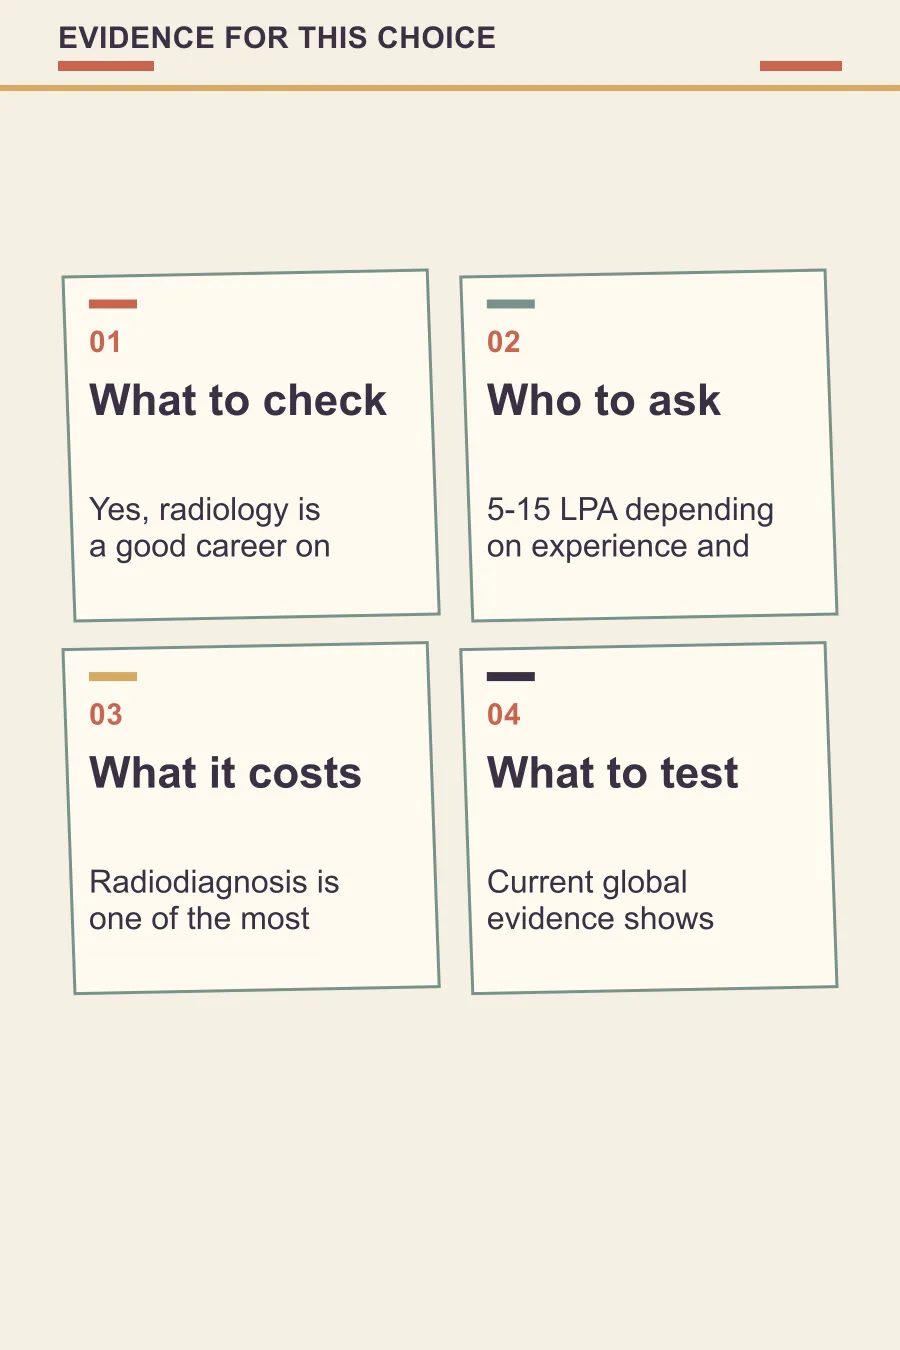 EVIDENCE FOR THIS CHOICE
01
What to check
Yes, radiology is
a good career on
02
Who to ask
5-15 LPA depending
on experience and
03
What it costs
Radiodiagnosis is
one of the most
04
What to test
Current global
evidence shows